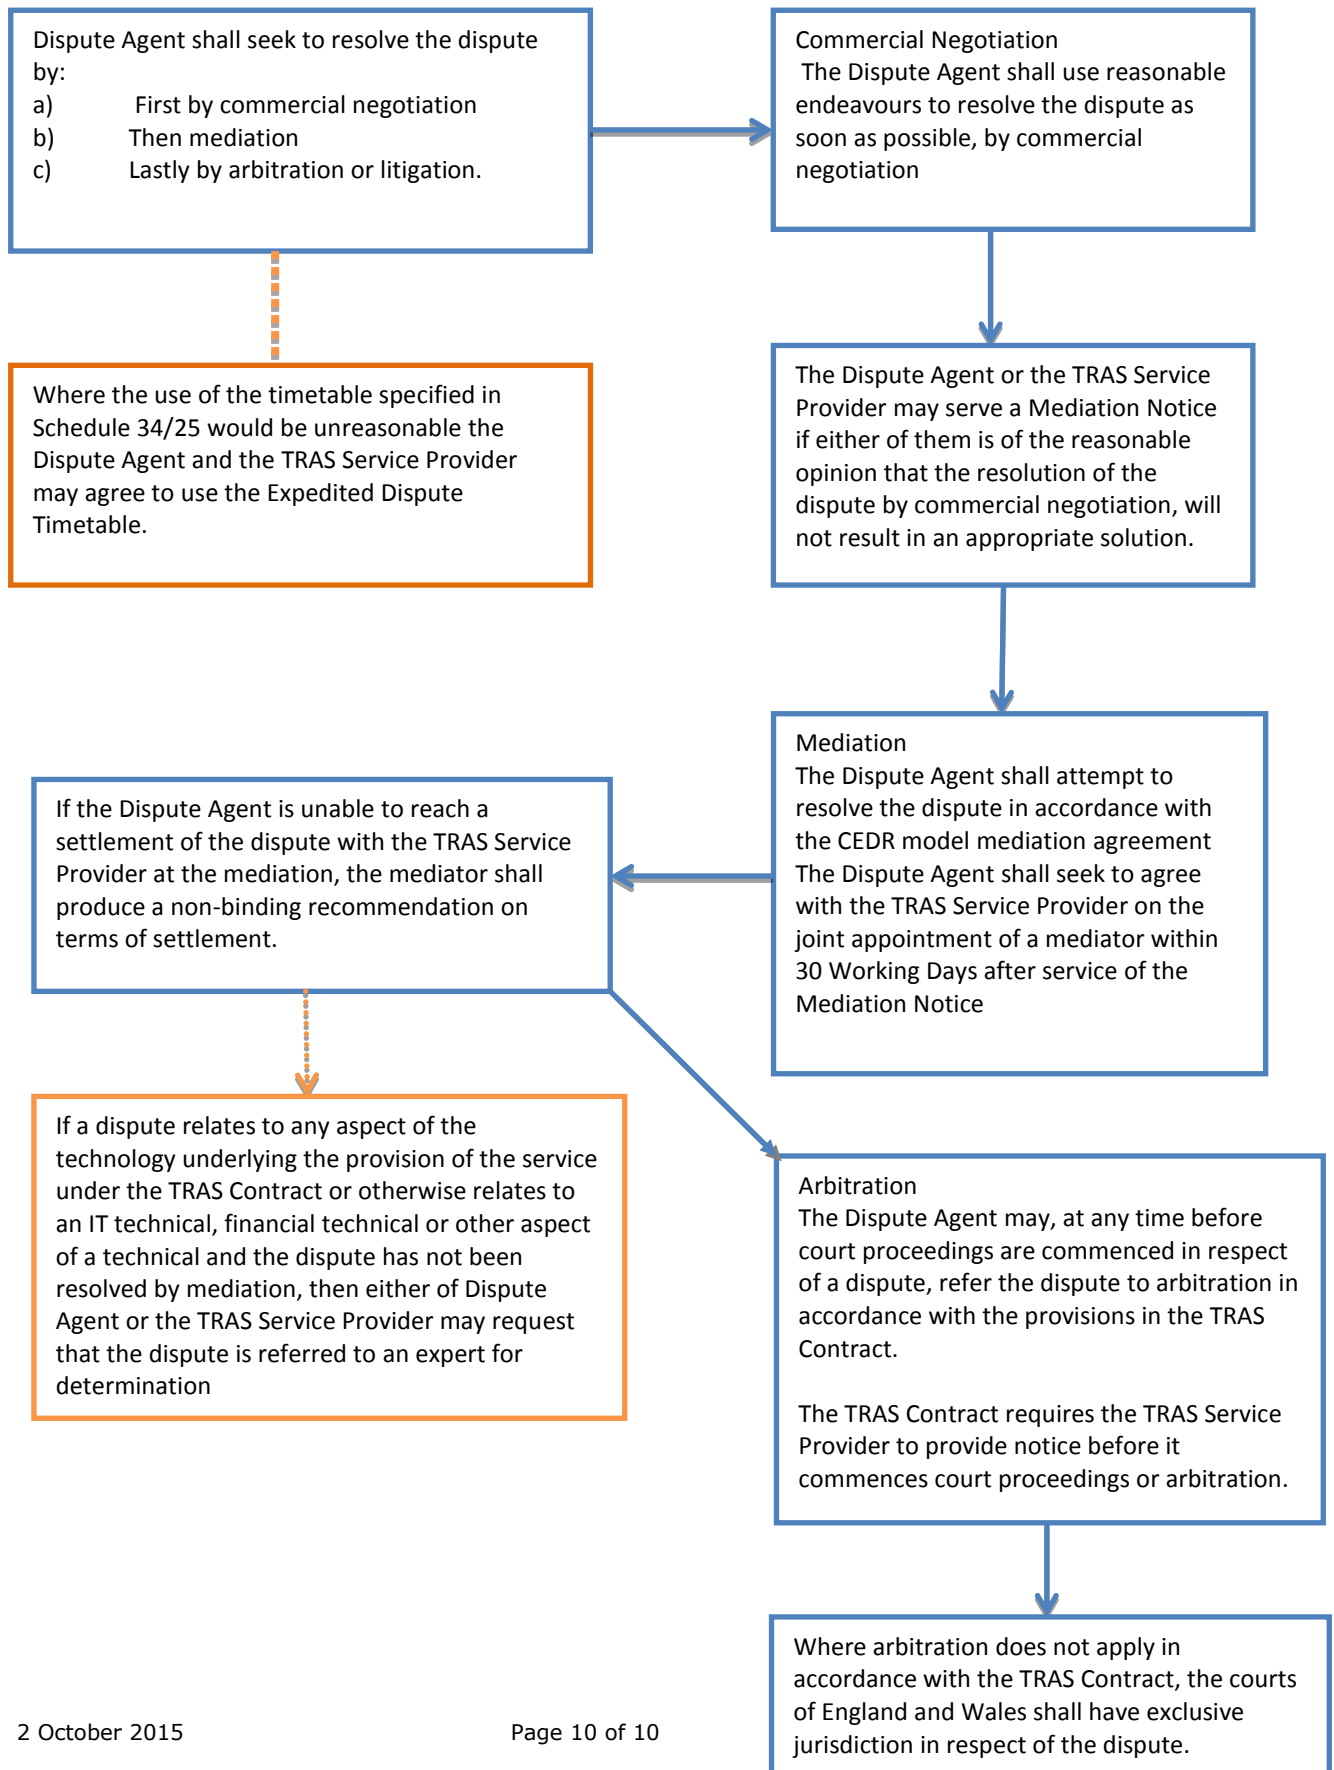 Dispute Agent shall seek to resolve the dispute
by:
a) First by commercial negotiation
b) Then mediation
c) Lastly by arbitration or litigation.
Commercial Negotiation
The Dispute Agent shall use reasonable
endeavours to resolve the dispute as
soon as possible, by commercial
negotiation
Where the use of the timetable specified in
Schedule 34/25 would be unreasonable the
Dispute Agent and the TRAS Service Provider
may agree to use the Expedited Dispute
Timetable.
The Dispute Agent or the TRAS Service
Provider may serve a Mediation Notice
if either of them is of the reasonable
opinion that the resolution of the
dispute by commercial negotiation, will
not result in an appropriate solution.
Mediation
The Dispute Agent shall attempt to
resolve the dispute in accordance with
the CEDR model mediation agreement
The Dispute Agent shall seek to agree
with the TRAS Service Provider on the
joint appointment of a mediator within
30 Working Days after service of the
Mediation Notice
If the Dispute Agent is unable to reach a
settlement of the dispute with the TRAS Service
Provider at the mediation, the mediator shall
produce a non-binding recommendation on
terms of settlement.
If a dispute relates to any aspect of the
technology underlying the provision of the service
under the TRAS Contract or otherwise relates to
an IT technical, financial technical or other aspect
of a technical and the dispute has not been
resolved by mediation, then either of Dispute
Agent or the TRAS Service Provider may request
that the dispute is referred to an expert for
determination
Arbitration
The Dispute Agent may, at any time before
court proceedings are commenced in respect
of a dispute, refer the dispute to arbitration in
accordance with the provisions in the TRAS
Contract.
The TRAS Contract requires the TRAS Service
Provider to provide notice before it
commences court proceedings or arbitration.
Where arbitration does not apply in
accordance with the TRAS Contract, the courts
of England and Wales shall have exclusive
jurisdiction in respect of the dispute.
2 October 2015 Page 10 of 10